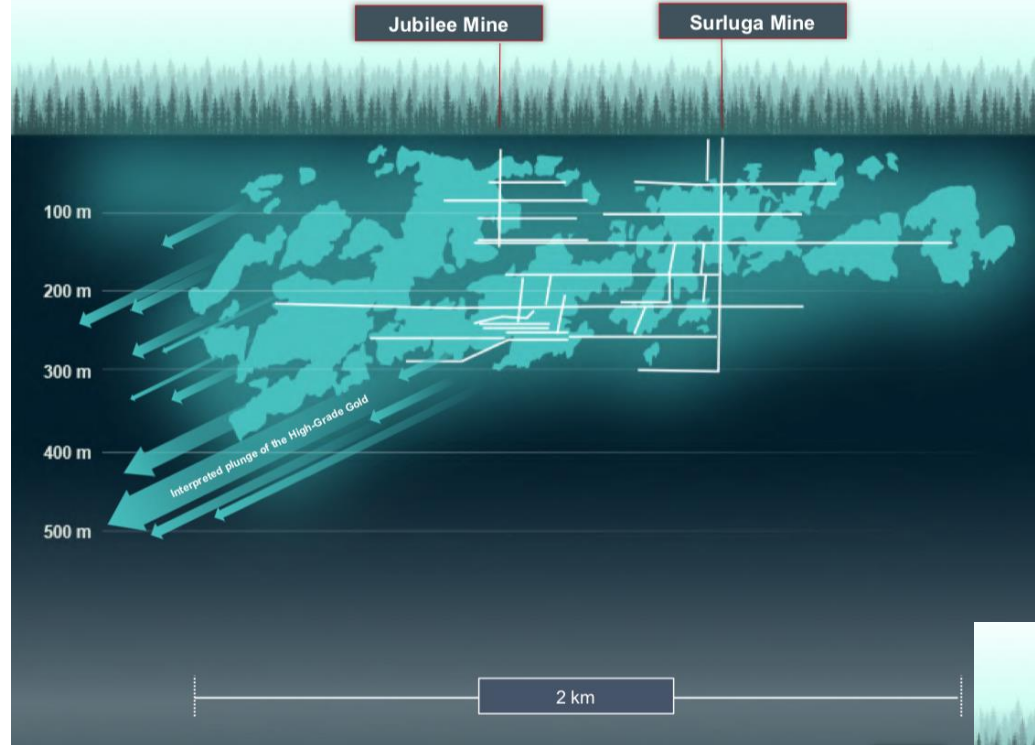 Jubilee Mine
Surluga Mine
100 m
200 m
300 m
400 m
500 m
Interpreted plunge of the High-Grade Gold
2 km